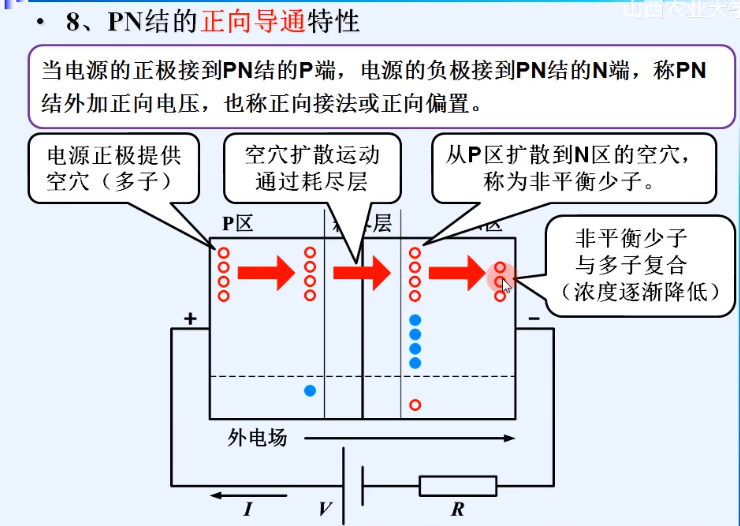 山西农业大学
• 8、PN结的正向导通特性
当电源的正极接到PN结的P端，电源的负极接到PN结的N端，称PN
结外加正向电压，也称正向接法或正向偏置。
电源正极提供
空穴（多子）
空穴扩散运动
通过耗尽层
从P区扩散到N区的空穴，
称为非平衡少子。
P区
层
区
非平衡少子
与多子复合
（浓度逐渐降低）
+
−
外电场
I
V
R